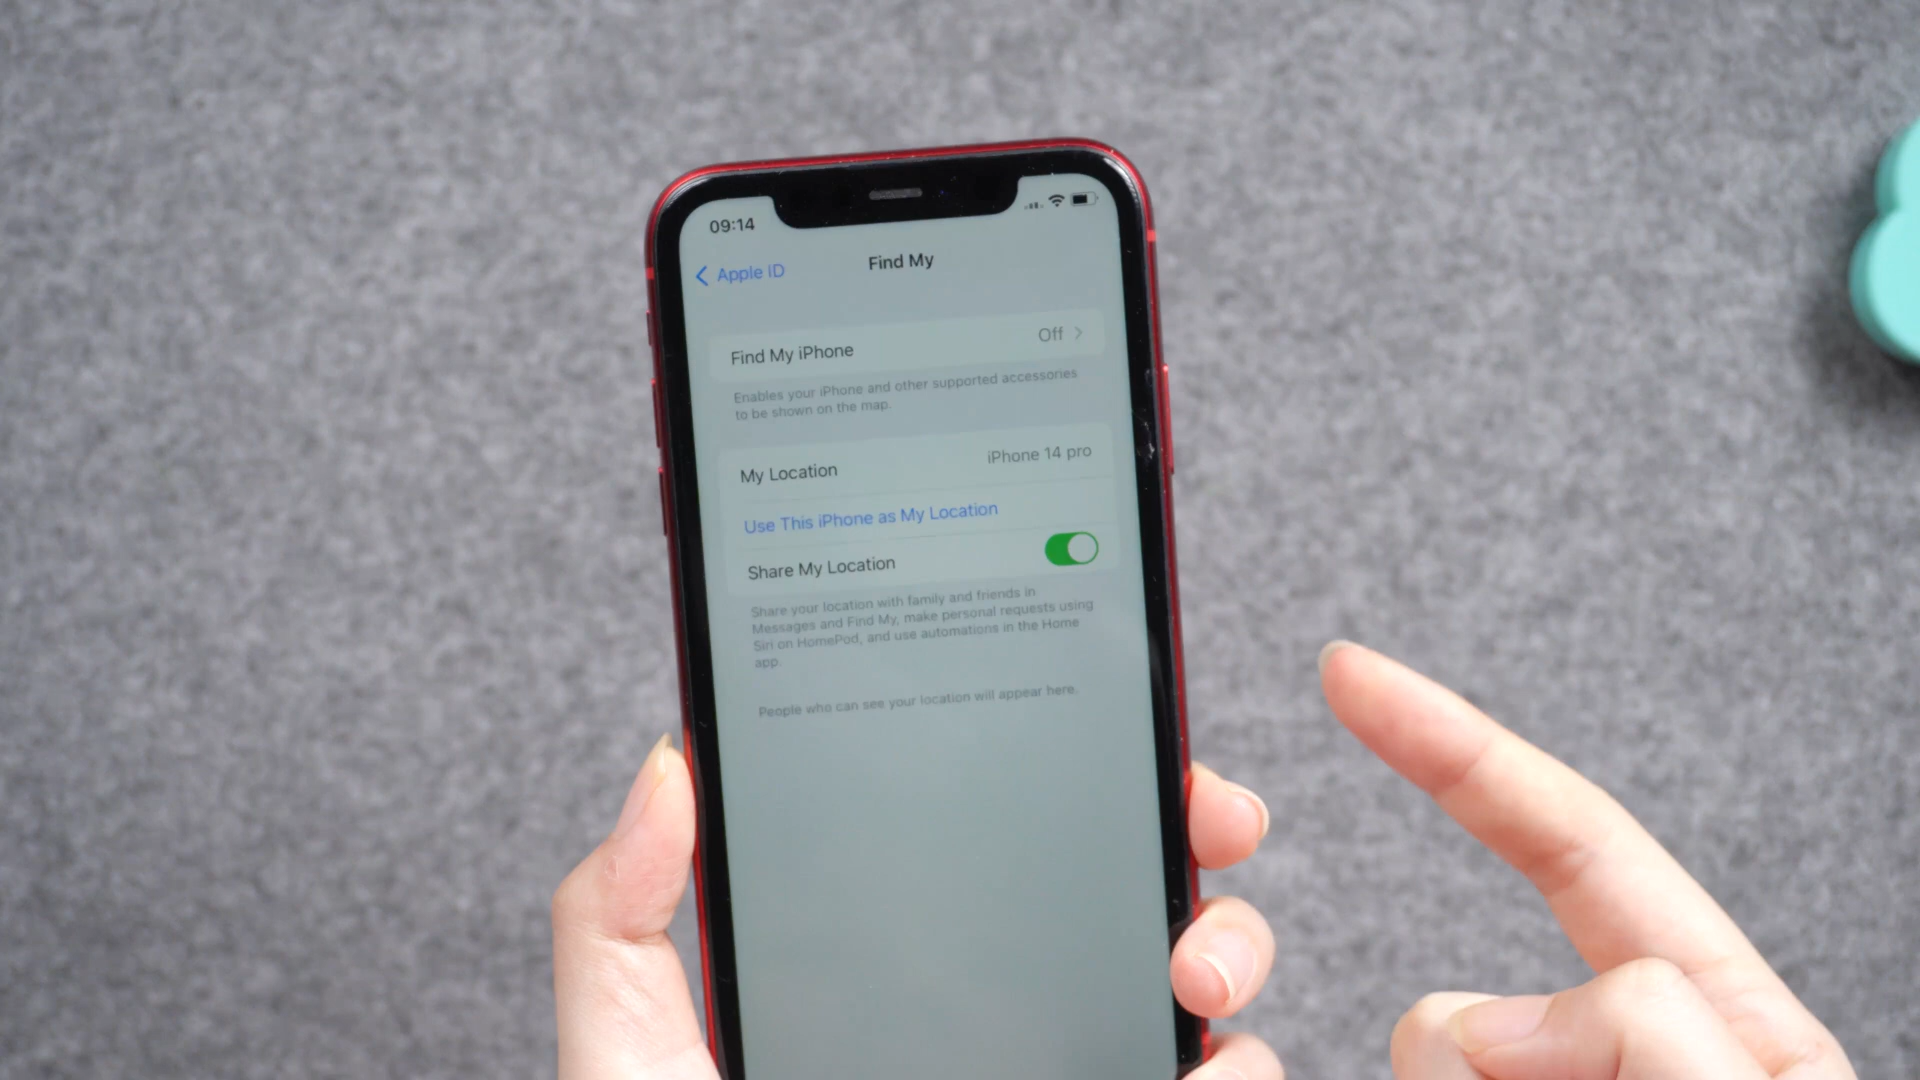 09:14
Apple ID
Find My
Find My iPhone
Off
Enables your iPhone and other supported accessories
to be shown on the map.
My Location
iPhone 14 pro
Use This iPhone as My Location
Share My Location
Share your location with family and friends in
Messages and Find My, make personal requests using
Siri on HomePod, and use automations in the Home
app.
People who can see your location will appear here.